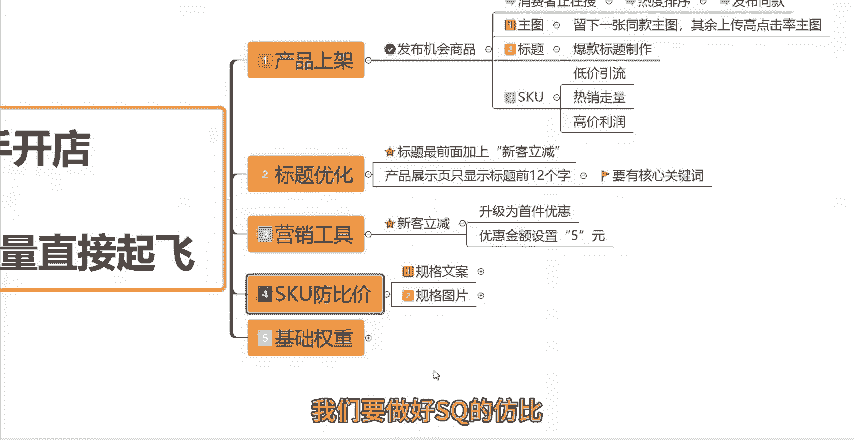 消费者正在搜 热度排序 发布同款
1 主图 留下一张同款主图，其余上传高点击率主图
1 产品上架 发布机会商品 2 标题 爆款标题制作
低价引流
SKU 热销走量
高价利润
手开店
标题最前面加上“新客立减”
2 标题优化 产品展示页只显示标题前12个字 要有核心关键词
升级为首件优惠
营销工具 新客立减
优惠金额设置“5”元
量直接起飞
1 规格文案
4 SKU防比价 2 规格图片
5 基础权重
我们要做好SQ的仿比